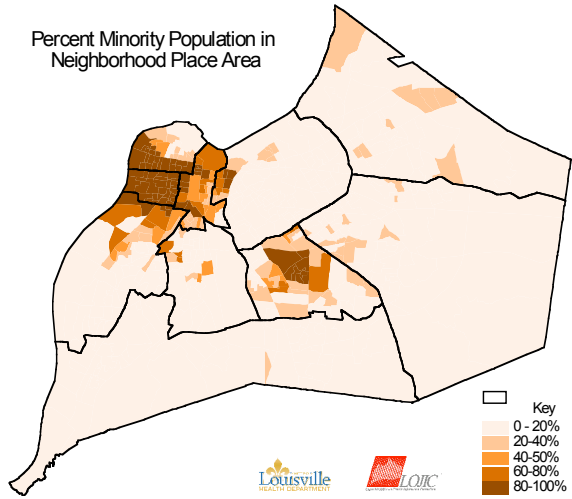 Percent Minority Population in
Neighborhood Place Area
Key
0 - 20%
20-40%
40-50%
60-80%
80-100%
Louisville
HEALTH DEPARTMENT
LOJIC